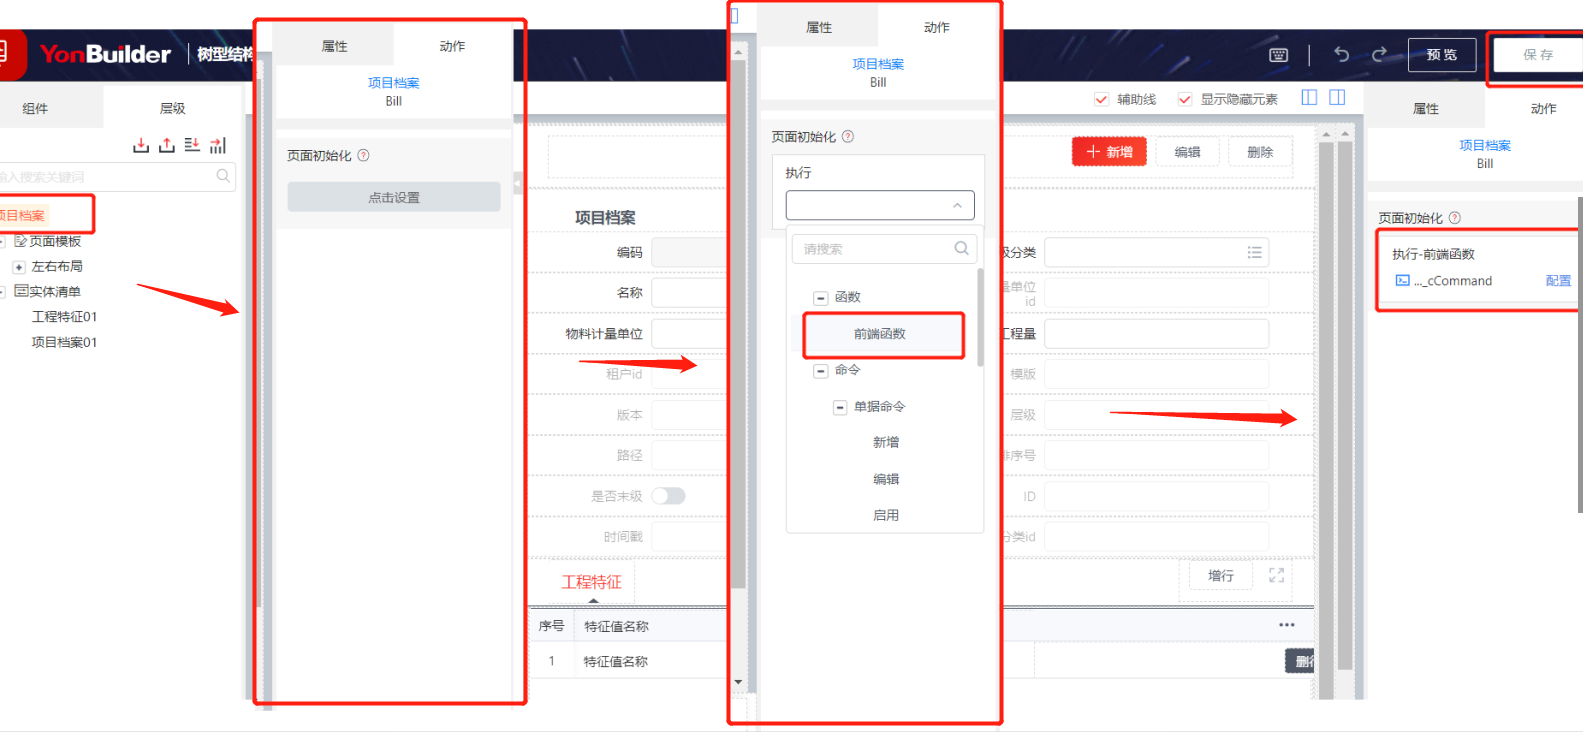 YonBuilder
树型结构
组件
层级
输入搜索关键词
项目档案
页面模板
左右布局
实体清单
工程特征01
项目档案01
属性
动作
项目档案
Bill
页面初始化
点击设置
项目档案
编码
名称
物料计量单位
租户id
版本
路径
是否末级
时间戳
工程特征
序号
特征值名称
1
特征值名称
属性
动作
项目档案
Bill
页面初始化
执行
请搜索
函数
前端函数
命令
单据命令
新增
编辑
启用
预览
保存
辅助线
显示隐藏元素
新增
编辑
删除
级分类
量单位
id
工程量
模版
层级
排序号
ID
分类id
增行
删行
属性
动作
项目档案
Bill
页面初始化
执行-前端函数
..._cCommand
配置